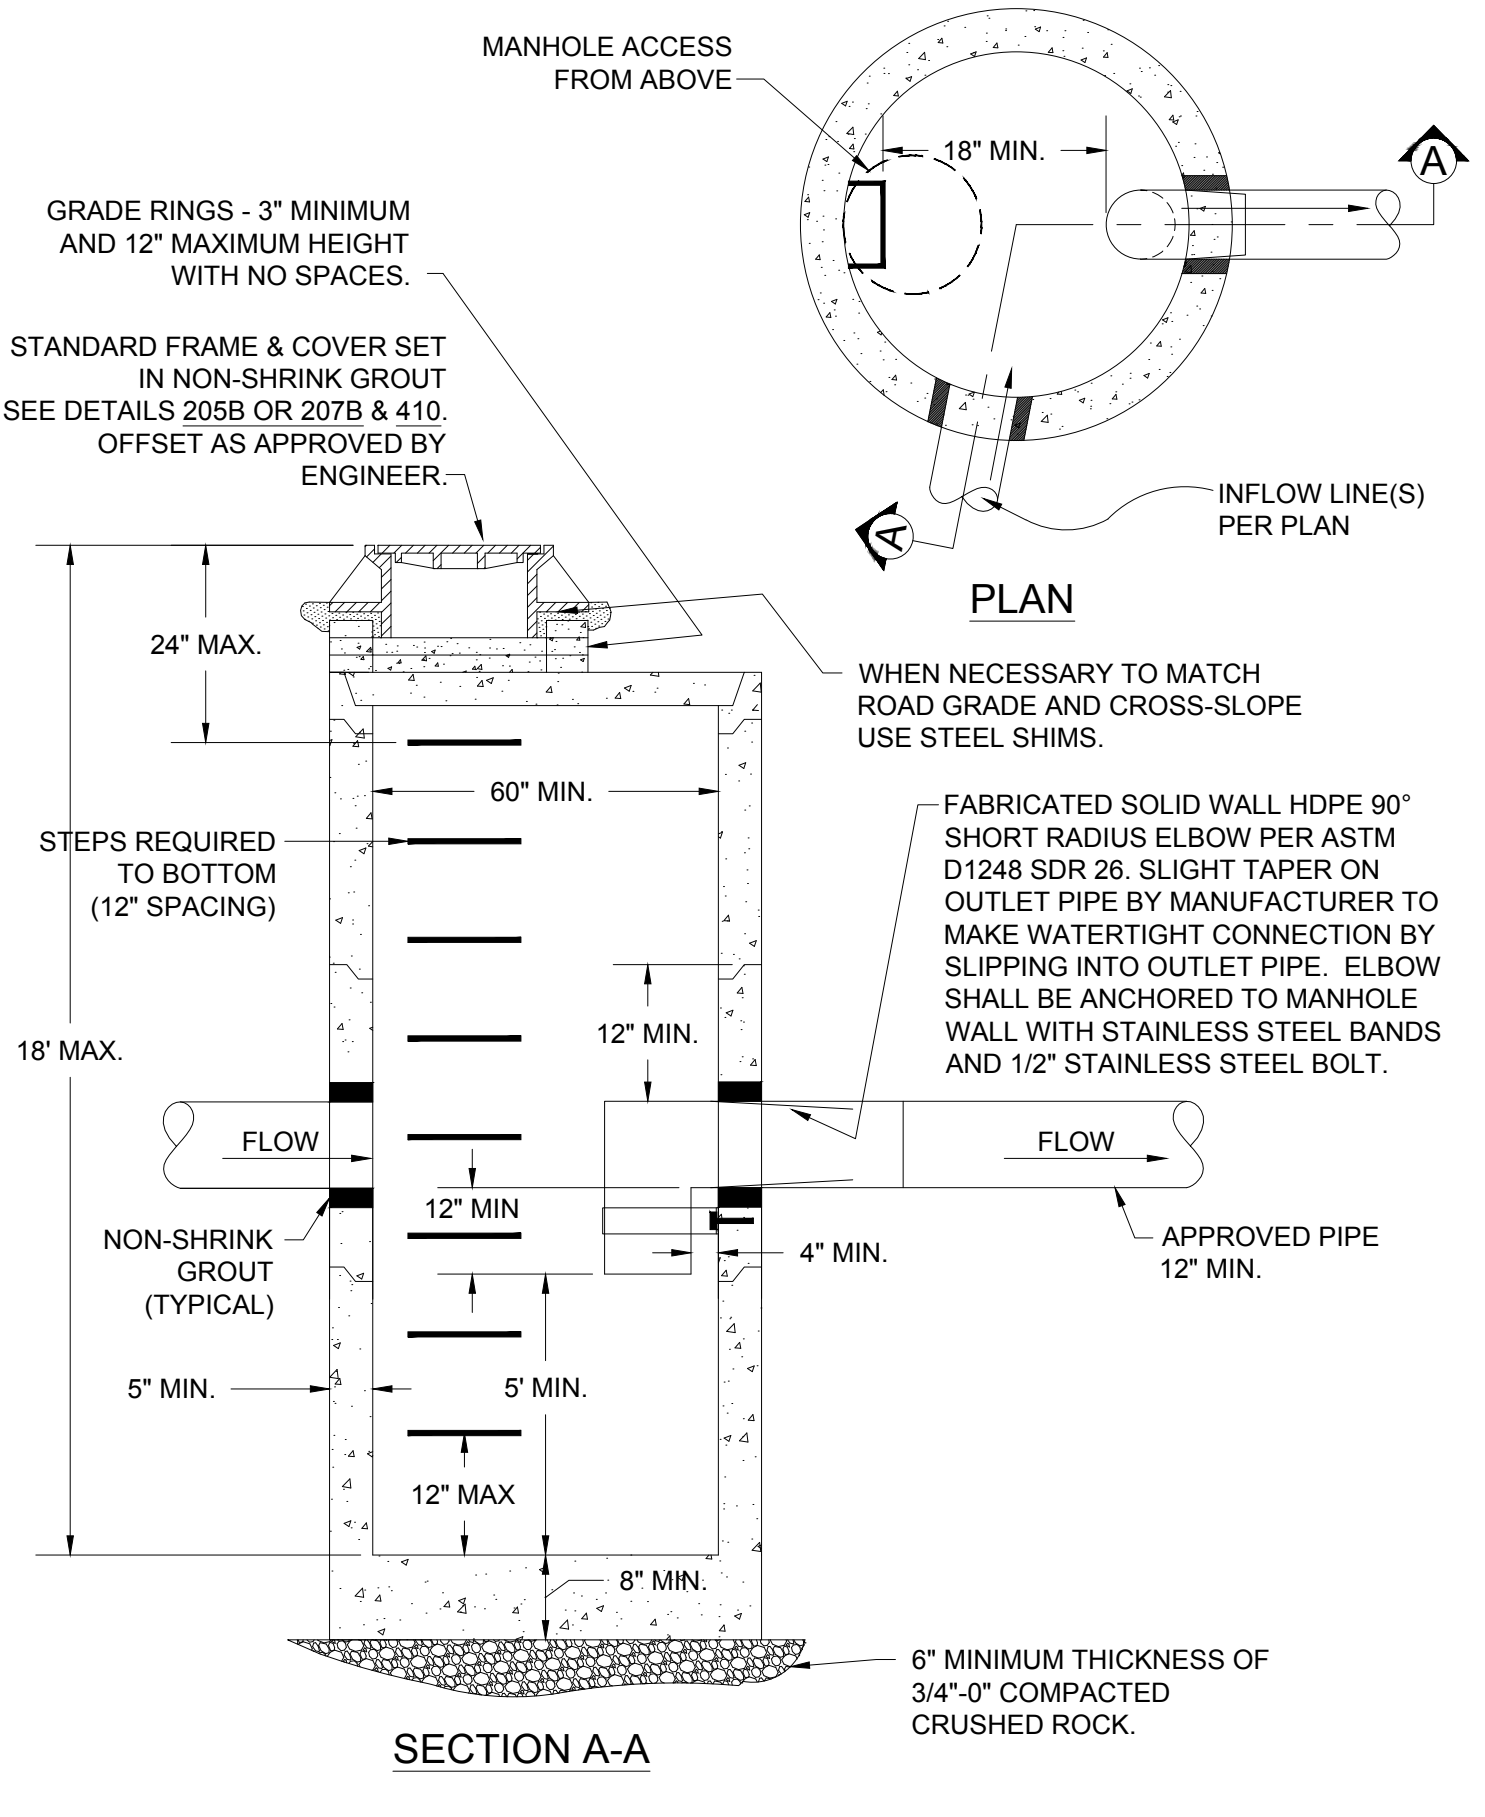 MANHOLE ACCESS
FROM ABOVE
18" MIN.
A
GRADE RINGS - 3" MINIMUM
AND 12" MAXIMUM HEIGHT
WITH NO SPACES.
STANDARD FRAME & COVER SET
IN NON-SHRINK GROUT
SEE DETAILS 205B OR 207B & 410.
OFFSET AS APPROVED BY
ENGINEER.
INFLOW LINE(S)
PER PLAN
A
PLAN
24" MAX.
WHEN NECESSARY TO MATCH
ROAD GRADE AND CROSS-SLOPE
USE STEEL SHIMS.
60" MIN.
STEPS REQUIRED
TO BOTTOM
(12" SPACING)
FABRICATED SOLID WALL HDPE 90°
SHORT RADIUS ELBOW PER ASTM
D1248 SDR 26. SLIGHT TAPER ON
OUTLET PIPE BY MANUFACTURER TO
MAKE WATERTIGHT CONNECTION BY
SLIPPING INTO OUTLET PIPE. ELBOW
SHALL BE ANCHORED TO MANHOLE
WALL WITH STAINLESS STEEL BANDS
AND 1/2" STAINLESS STEEL BOLT.
12" MIN.
18' MAX.
FLOW
FLOW
12" MIN
4" MIN.
NON-SHRINK
GROUT
(TYPICAL)
APPROVED PIPE
12" MIN.
5" MIN.
5' MIN.
12" MAX
8" MIN.
6" MINIMUM THICKNESS OF
3/4"-0" COMPACTED
CRUSHED ROCK.
SECTION A-A